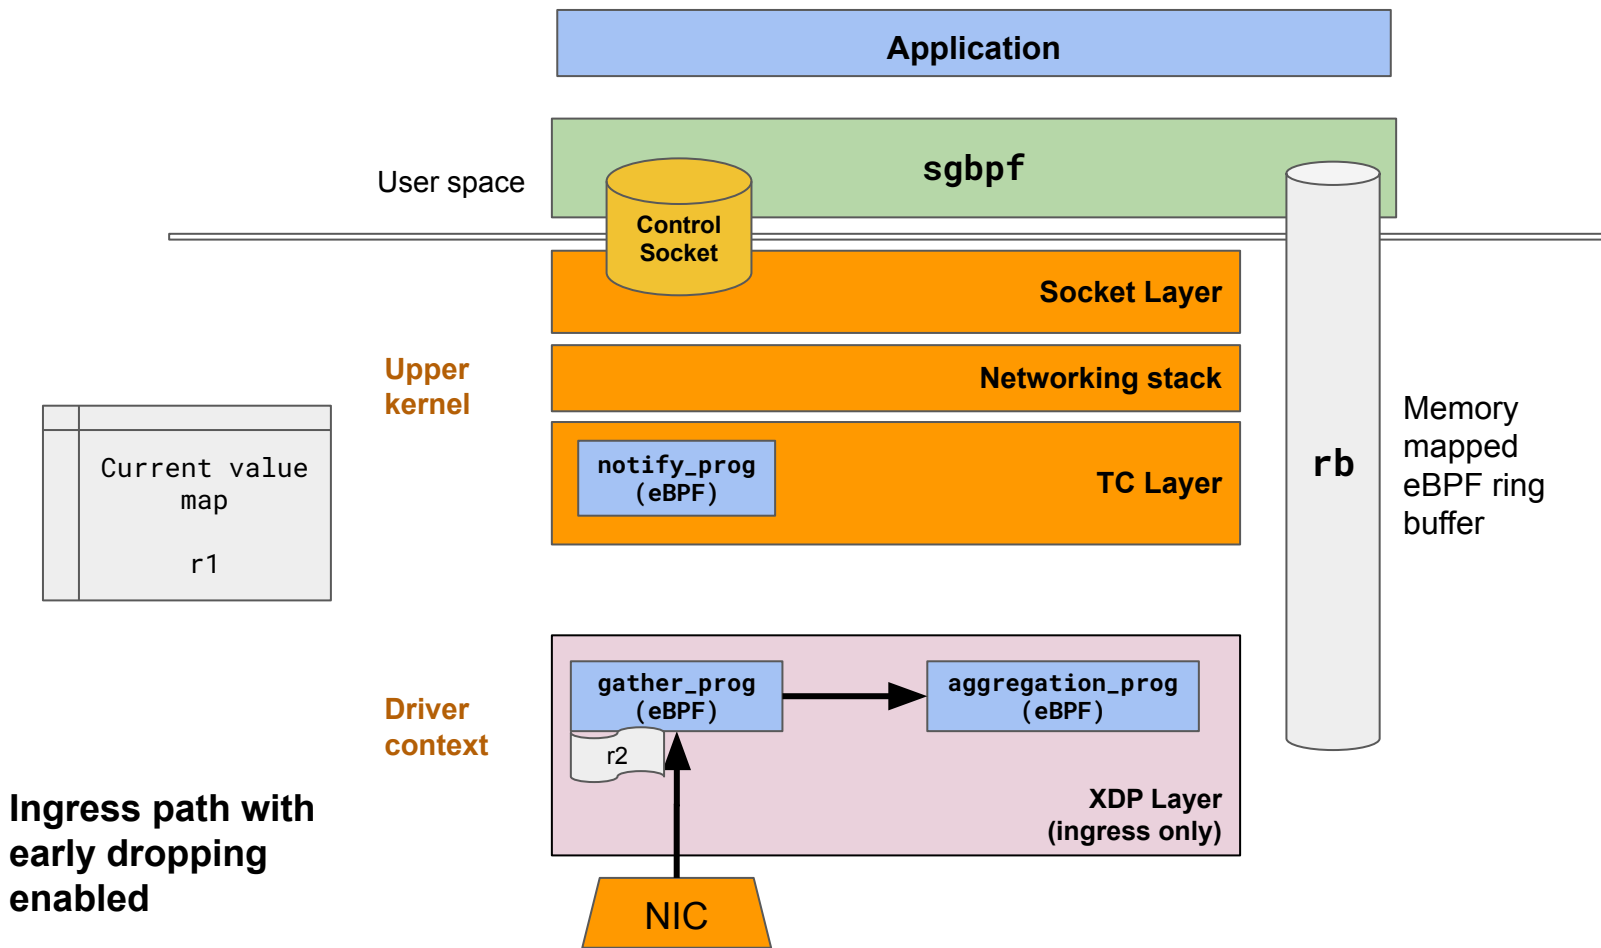 Application
sgbpf
User space
Control
Socket
Socket Layer
Upper
kernel
Networking stack
Current value
map
r1
notify_prog
(eBPF)
TC Layer
rb
Memory
mapped
eBPF ring
buffer
Driver
context
gather_prog
(eBPF)
aggregation_prog
(eBPF)
r2
XDP Layer
(ingress only)
Ingress path with
early dropping
enabled
NIC